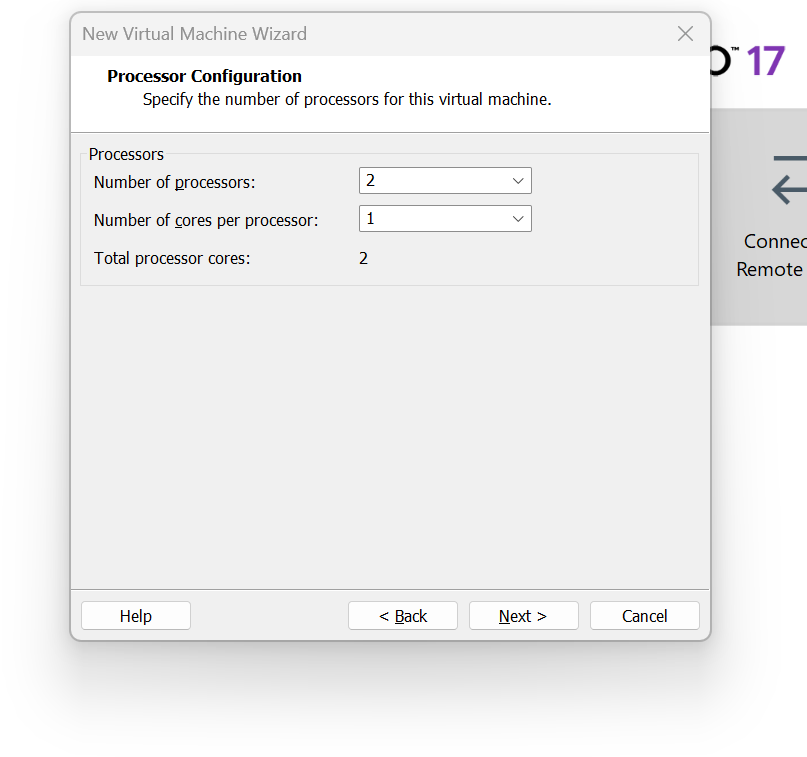 New Virtual Machine Wizard
™ 17
Processor Configuration
Specify the number of processors for this virtual machine.
Processors
Number of processors: 2
Number of cores per processor: 1
Total processor cores: 2
Connec
Remote
Help < Back Next > Cancel